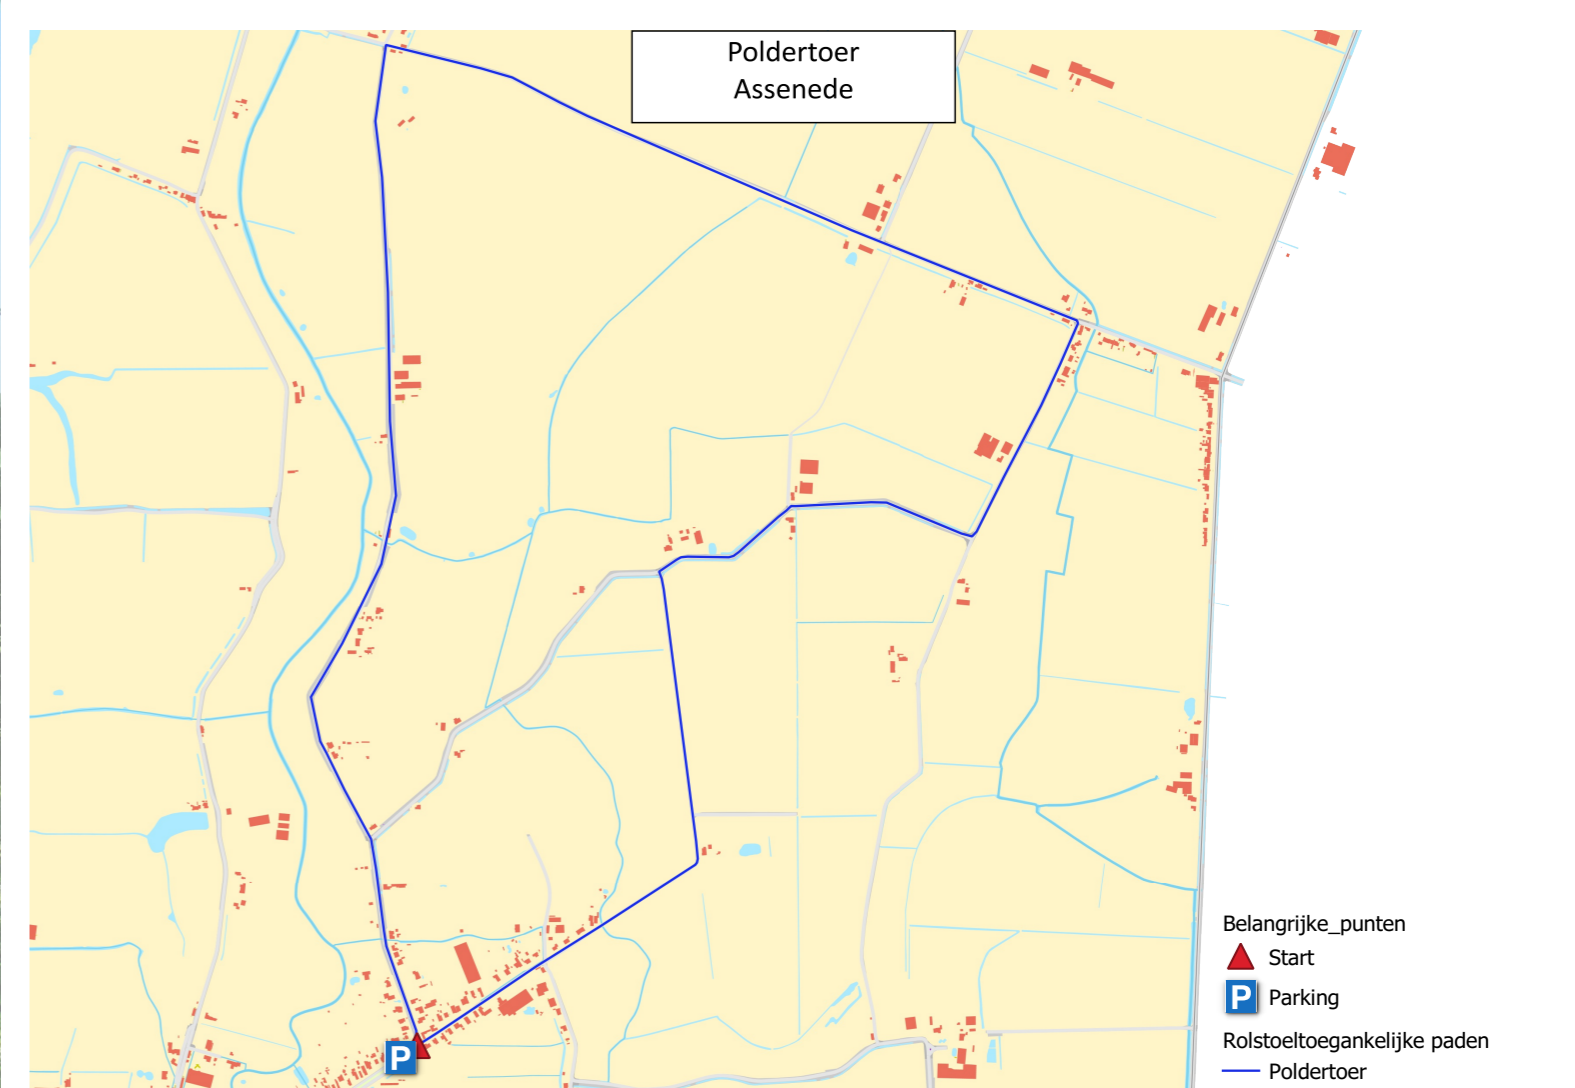 Poldertoer
Assenede
Belangrijke_punten
Start
P Parking
Rolstoeltoegankelijke paden
Poldertoer
P